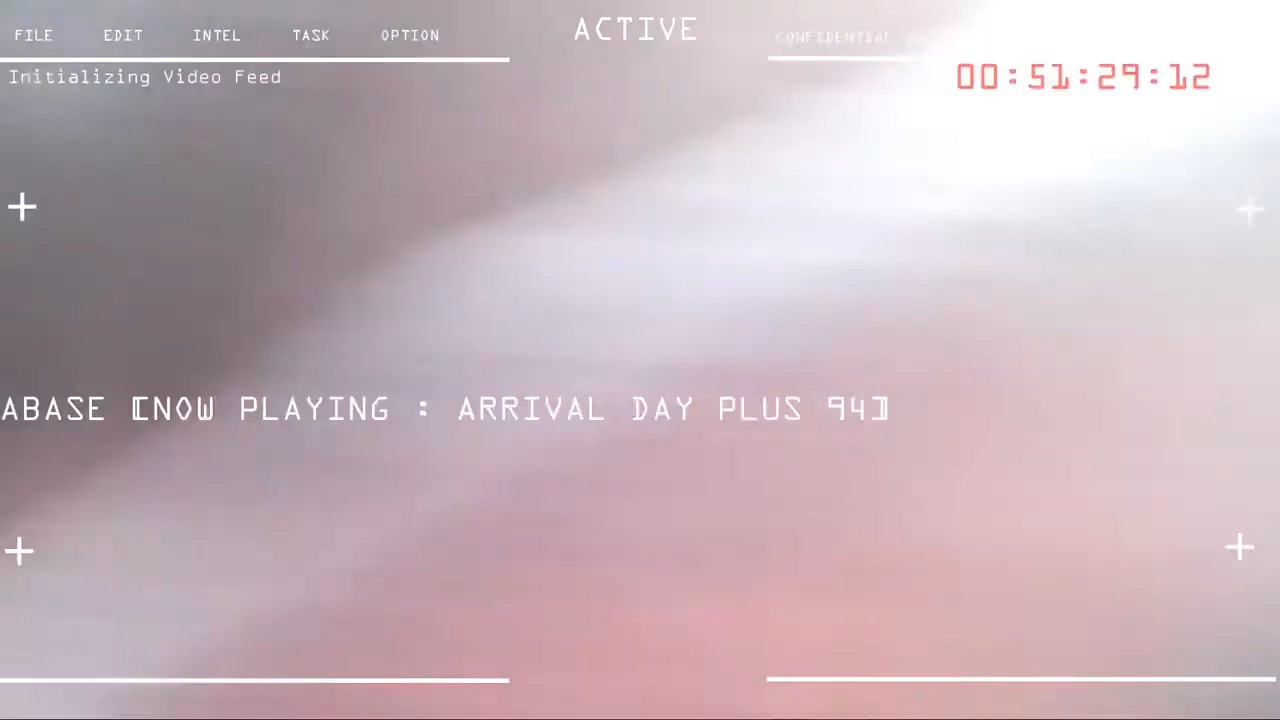 FILE EDIT INTEL TASK OPTION ACTIVE CONFIDENTIAL
Initializing Video Feed 00:51:29:12
ABASE [NOW PLAYING : ARRIVAL DAY PLUS 94]